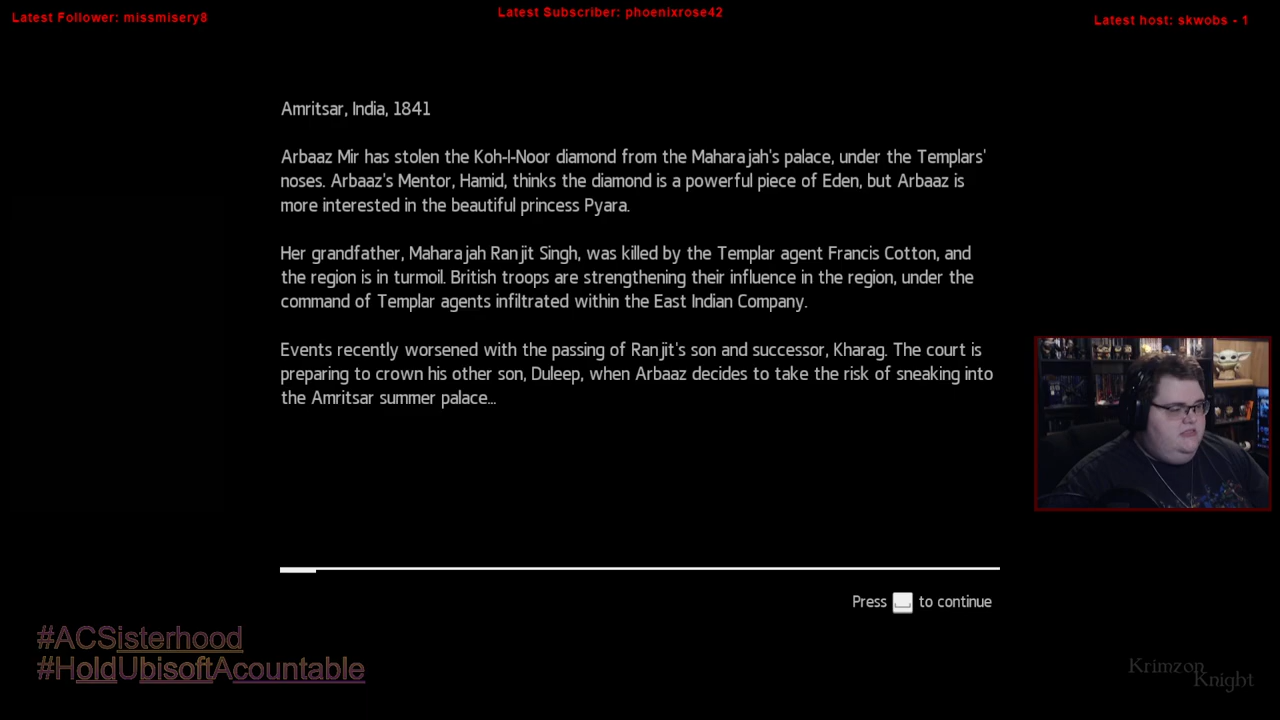 Latest Follower: missmisery8
Latest Subscriber: phoenixrose42
Latest host: skwobs - 1
Amritsar, India, 1841
Arbaaz Mir has stolen the Koh-I-Noor diamond from the Maharajah's palace, under the Templars'
noses. Arbaaz's Mentor, Hamid, thinks the diamond is a powerful piece of Eden, but Arbaaz is
more interested in the beautiful princess Pyara.
Her grandfather, Maharajah Ranjit Singh, was killed by the Templar agent Francis Cotton, and
the region is in turmoil. British troops are strengthening their influence in the region, under the
command of Templar agents infiltrated within the East Indian Company.
Events recently worsened with the passing of Ranjit's son and successor, Kharag. The court is
preparing to crown his other son, Duleep, when Arbaaz decides to take the risk of sneaking into
the Amritsar summer palace...
Press to continue
#ACSisterhood
#HoldUbisoftAcountable
Krimzon
Knight